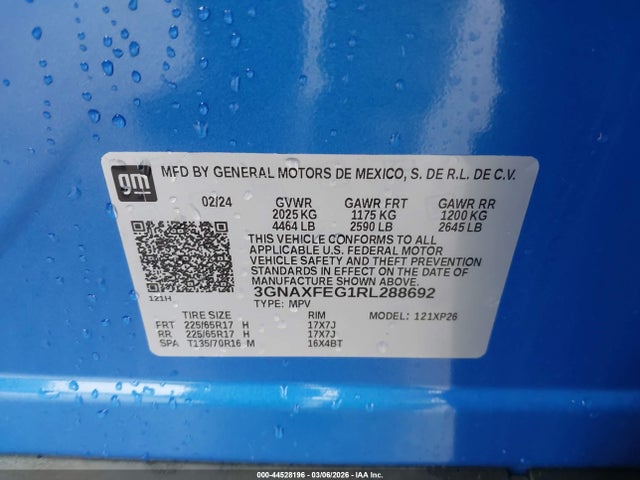 gm
MFD BY GENERAL MOTORS DE MEXICO, S. DE R.L. DE C.V.
02/24 GVWR GAWR FRT GAWR RR
2025 KG 1175 KG 1200 KG
4464 LB 2590 LB 2645 LB
THIS VEHICLE CONFORMS TO ALL
APPLICABLE U.S. FEDERAL MOTOR
VEHICLE SAFETY AND THEFT
PREVENTION STANDARDS IN EFFECT
ON THE DATE OF
MANUFACTURE SHOWN ABOVE.
121H 3GNAXFEG1RL288692
TYPE: MPV
TIRE SIZE RIM MODEL: 121XP26
FRT 225/65R17 H 17X7J
RR 225/65R17 H 17X7J
SPA T135/70R16 M 16X4BT
000-44528196 - 03/06/2026 - IAA Inc.